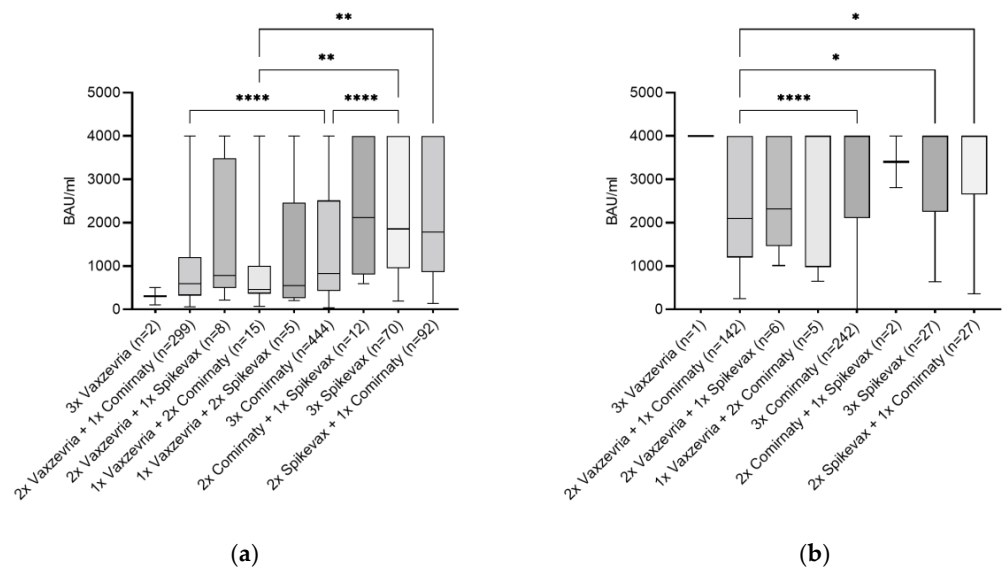 **
**
****
****
5000
4000
3000
2000
1000
0
BAU/ml
3x Vaxzevria (n=2)
2x Vaxzevria + 1x Comirnaty (n=299)
2x Vaxzevria + 1x Spikevax (n=8)
1x Vaxzevria + 2x Comirnaty (n=15)
1x Vaxzevria + 2x Spikevax (n=5)
3x Comirnaty (n=444)
2x Comirnaty + 1x Spikevax (n=12)
3x Spikevax (n=70)
2x Spikevax + 1x Comirnaty (n=92)
(a)
*
*
****
5000
4000
3000
2000
1000
0
BAU/ml
3x Vaxzevria (n=1)
2x Vaxzevria + 1x Comirnaty (n=142)
2x Vaxzevria + 1x Spikevax (n=6)
1x Vaxzevria + 2x Comirnaty (n=5)
3x Comirnaty (n=242)
2x Comirnaty + 1x Spikevax (n=2)
3x Spikevax (n=27)
2x Spikevax + 1x Comirnaty (n=27)
(b)